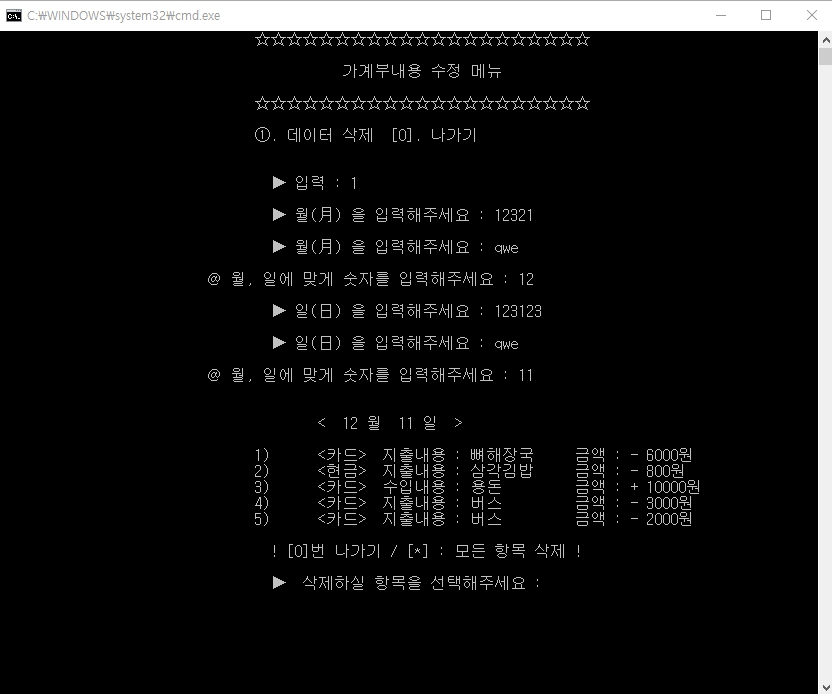 C:\WINDOWS\system32\cmd.exe
☆☆☆☆☆☆☆☆☆☆☆☆☆☆☆☆☆☆☆☆☆
가계부내용 수정 메뉴
☆☆☆☆☆☆☆☆☆☆☆☆☆☆☆☆☆☆☆☆☆
①. 데이터 삭제 [0]. 나가기
▶ 입력 : 1
▶ 월(月) 을 입력해주세요 : 12321
▶ 월(月) 을 입력해주세요 : qwe
@ 월, 일에 맞게 숫자를 입력해주세요 : 12
▶ 일(日) 을 입력해주세요 : 123123
▶ 일(日) 을 입력해주세요 : qwe
@ 월, 일에 맞게 숫자를 입력해주세요 : 11
< 12 월 11 일 >
1) <카드> 지출내용 : 뼈해장국 금액 : - 6000원
2) <현금> 지출내용 : 삼각김밥 금액 : - 800원
3) <카드> 수입내용 : 용돈 금액 : + 10000원
4) <카드> 지출내용 : 버스 금액 : - 3000원
5) <카드> 지출내용 : 버스 금액 : - 2000원
! [0]번 나가기 / [*] : 모든 항목 삭제 !
▶ 삭제하실 항목을 선택해주세요 :